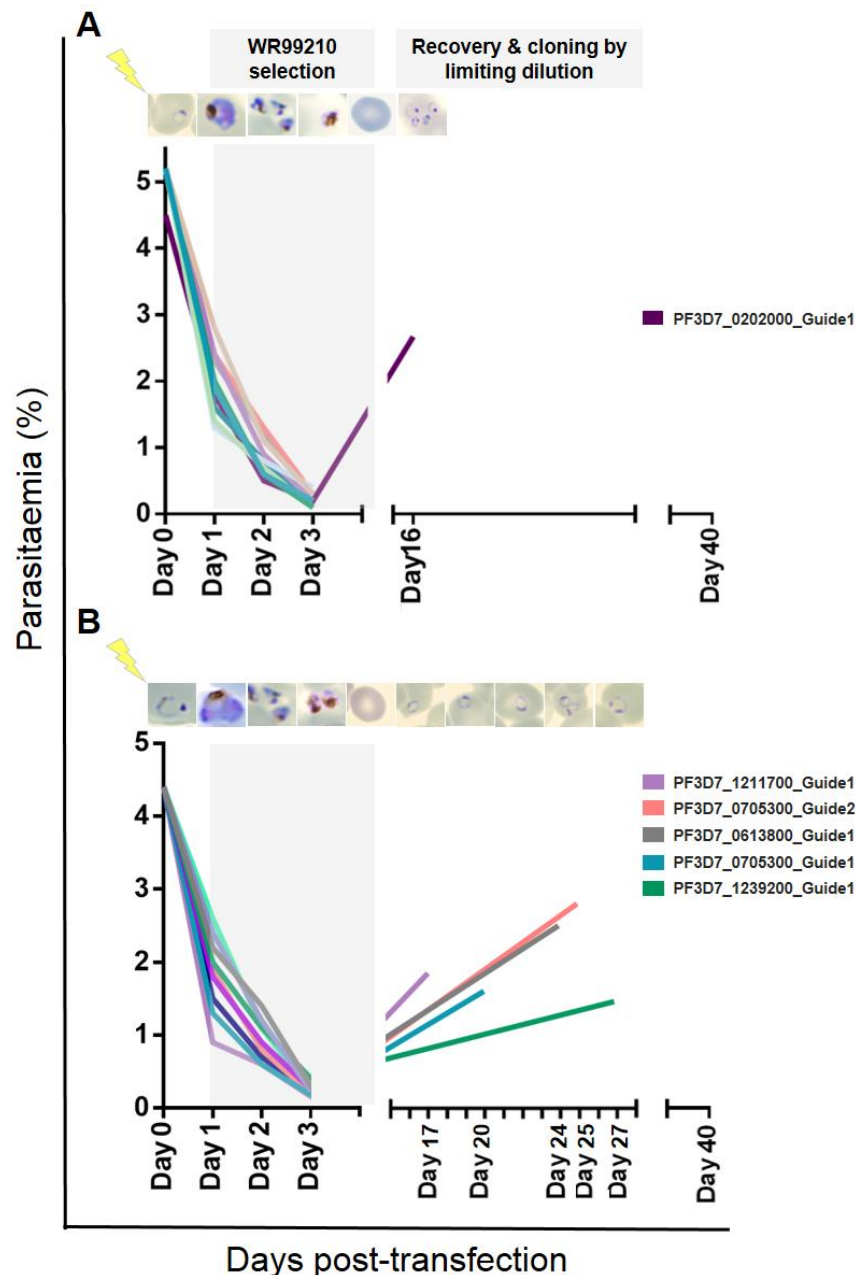 A
WR99210
selection
Recovery & cloning by
limiting dilution
5
4
3
2
1
0
Day 0
Day 1
Day 2
Day 3
Day16
Day 40
PF3D7_0202000_Guide1
Parasitaemia (%)
B
5
4
3
2
1
0
Day 0
Day 1
Day 2
Day 3
Day 17
Day 20
Day 24
Day 25
Day 27
Day 40
PF3D7_1211700_Guide1
PF3D7_0705300_Guide2
PF3D7_0613800_Guide1
PF3D7_0705300_Guide1
PF3D7_1239200_Guide1
Days post-transfection